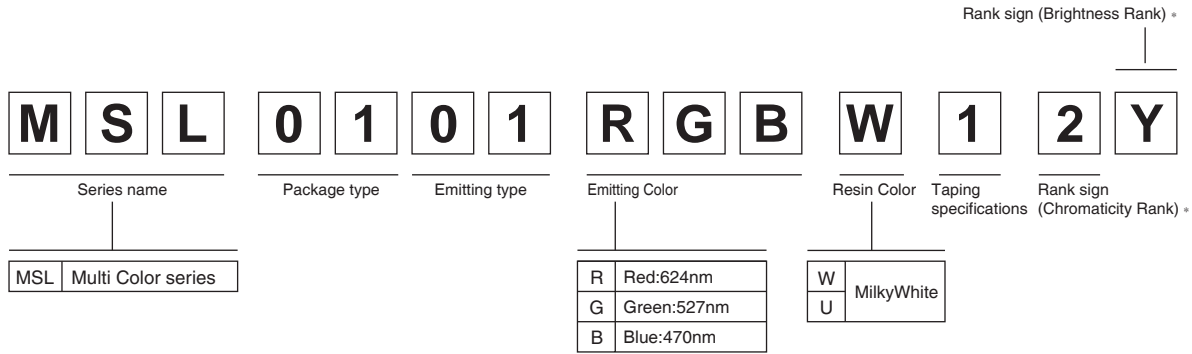 Rank sign (Brightness Rank) *
M S L 0 1 0 1 R G B W 1 2 Y
Series name
Package type
Emitting type
Emitting Color
Resin Color
Taping
specifications
Rank sign
(Chromaticity Rank) *
MSL Multi Color series
R Red:624nm
G Green:527nm
B Blue:470nm
W
MilkyWhite
U